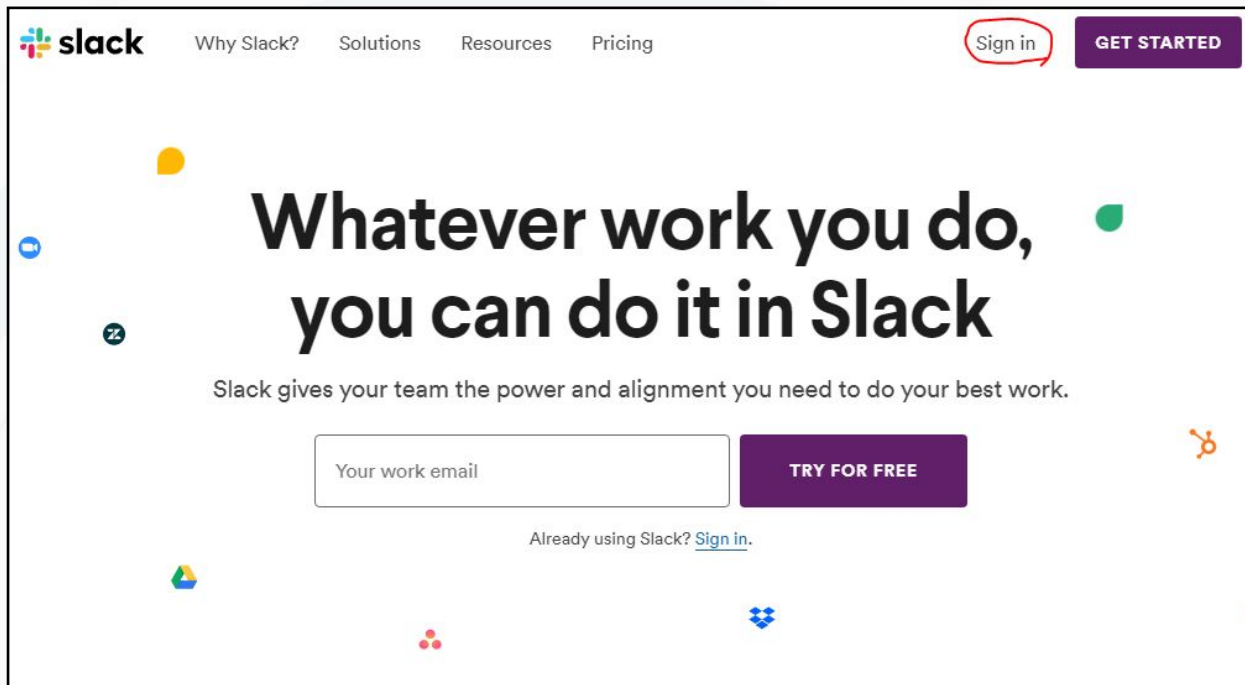 slack Why Slack? Solutions Resources Pricing Sign in GET STARTED
Whatever work you do,
you can do it in Slack
Slack gives your team the power and alignment you need to do your best work.
Your work email TRY FOR FREE
Already using Slack? Sign in.